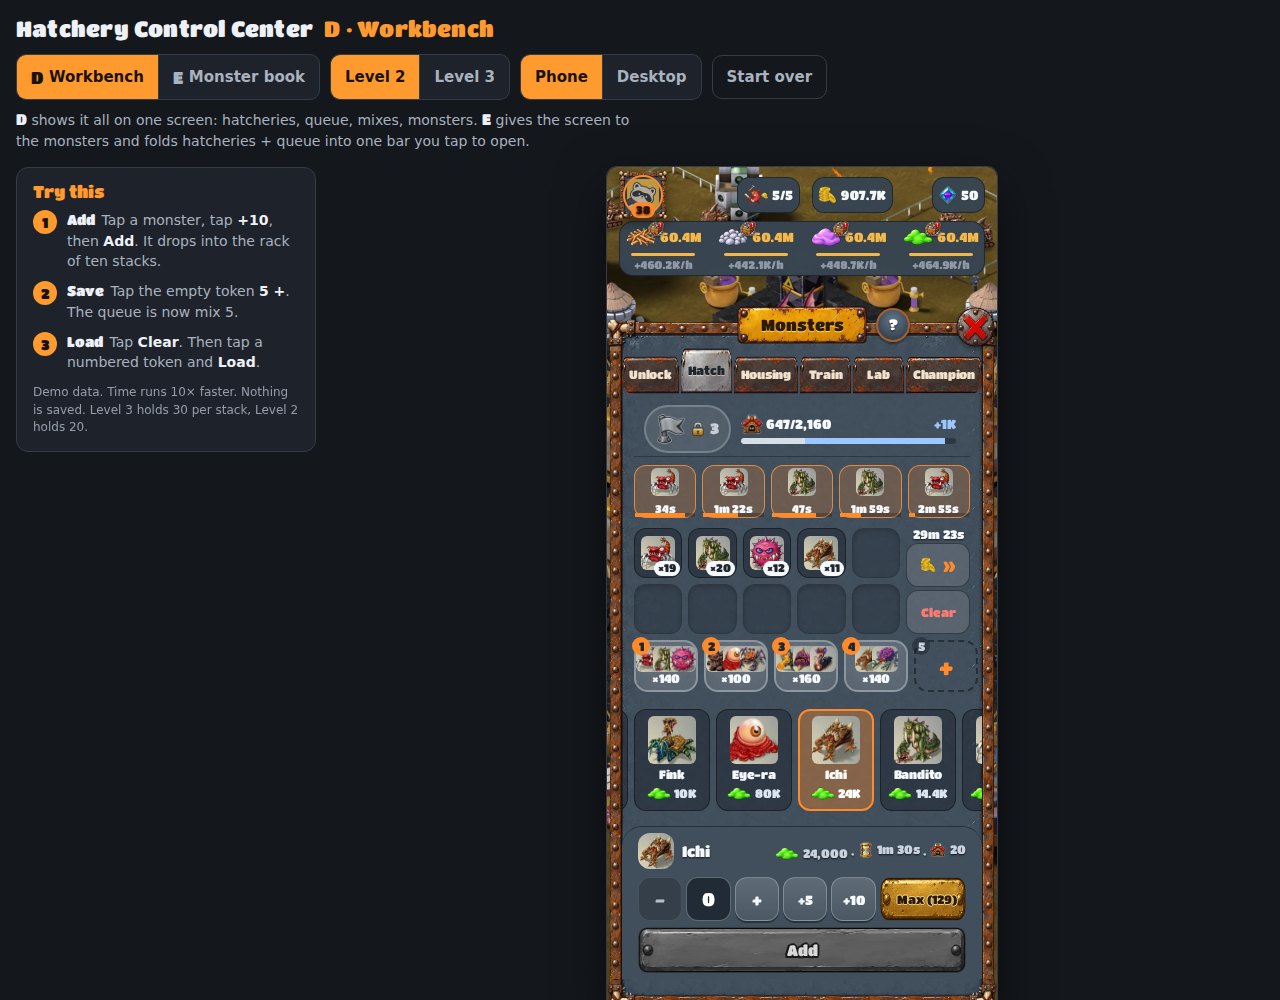 Hatchery Control Center D · Workbench
D Workbench E Monster book Level 2 Level 3 Phone Desktop Start over
D shows it all on one screen: hatcheries, queue, mixes, monsters. E gives the screen to
the monsters and folds hatcheries + queue into one bar you tap to open.
Try this
1 Add Tap a monster, tap +10,
then Add. It drops into the rack
of ten stacks.
2 Save Tap the empty token 5 +.
The queue is now mix 5.
3 Load Tap Clear. Then tap a
numbered token and Load.
Demo data. Time runs 10× faster. Nothing
is saved. Level 3 holds 30 per stack, Level 2
holds 20.
30 5/5 907.7K 50
60.4M 60.4M 60.4M 60.4M
+460.2K/h +442.1K/h +448.7K/h +464.9K/h
Monsters ?
Unlock Hatch Housing Train Lab Champion
3 647/2,160 +1K
34s 1m 22s 47s 1m 59s 2m 55s
29m 23s
×19 ×20 ×12 ×11 »
Clear
1 2 3 4 5
×140 ×100 ×160 ×140 +
Fink Eye-ra Ichi Bandito
10K 80K 24K 14.4K
Ichi 24,000 · 1m 30s · 20
− 0 + +5 +10 Max (129)
Add